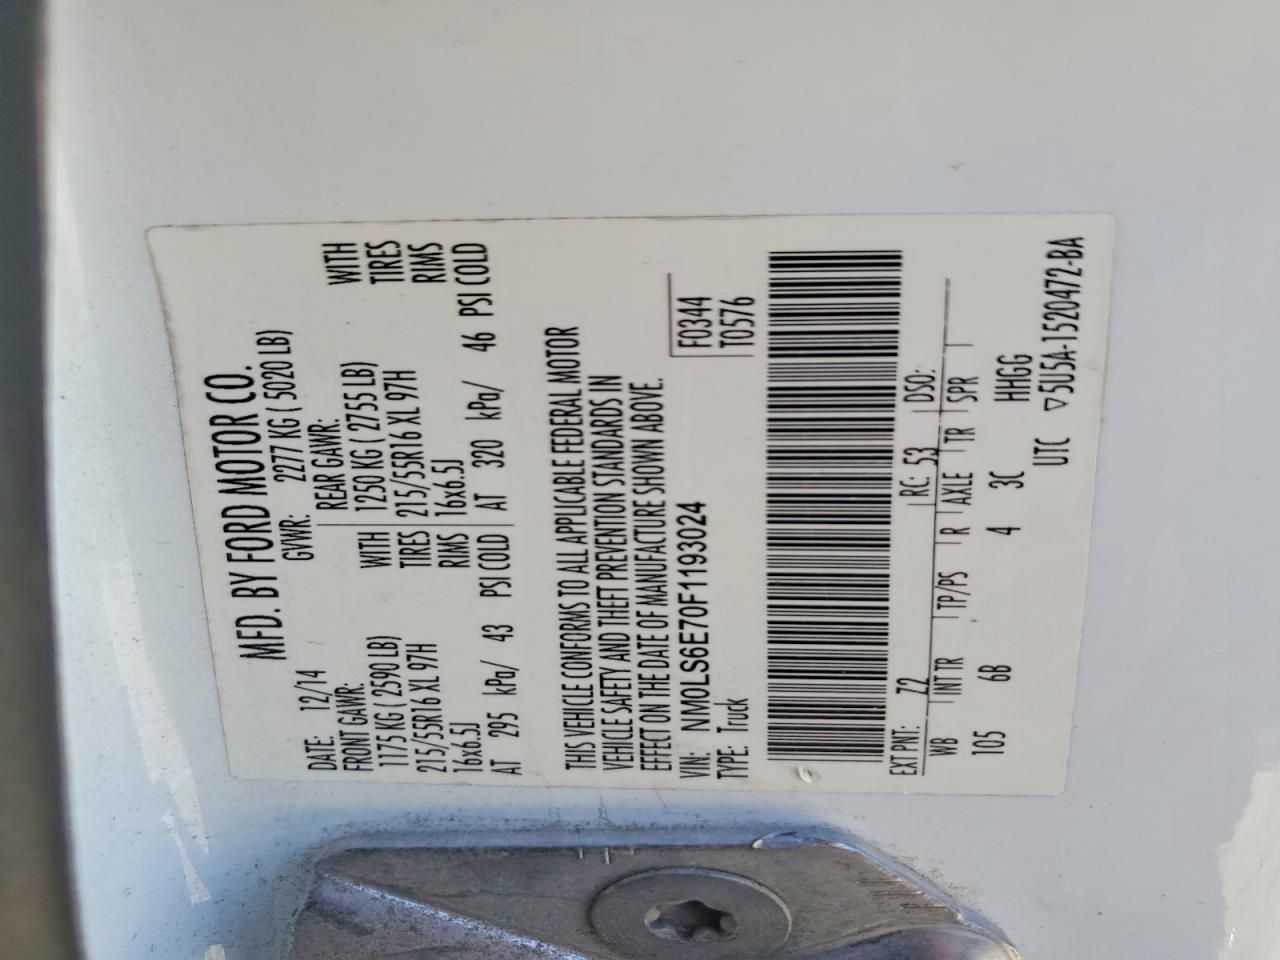 MFD. BY FORD MOTOR CO.
DATE: 12/14 GVWR: 2277 KG ( 5020 LB)
FRONT GAWR: REAR GAWR:
1175 KG ( 2590 LB) WITH 1250 KG ( 2755 LB) WITH
215/55R16 XL 97H TIRES 215/55R16 XL 97H TIRES
16x6.5J RIMS 16x6.5J RIMS
AT 295 kPa/ 43 PSI COLD AT 320 kPa/ 46 PSI COLD
THIS VEHICLE CONFORMS TO ALL APPLICABLE FEDERAL MOTOR
VEHICLE SAFETY AND THEFT PREVENTION STANDARDS IN
EFFECT ON THE DATE OF MANUFACTURE SHOWN ABOVE.
VIN: NM0LS6E70F1193024 F0344
TYPE: Truck T0576
EXT PNT: Z2 RC: 53 DSO:
WB INT TR TP/PS R AXLE TR SPR
105 6B 4 3C HHGG
UTC ▽5U5A-1520472-BA